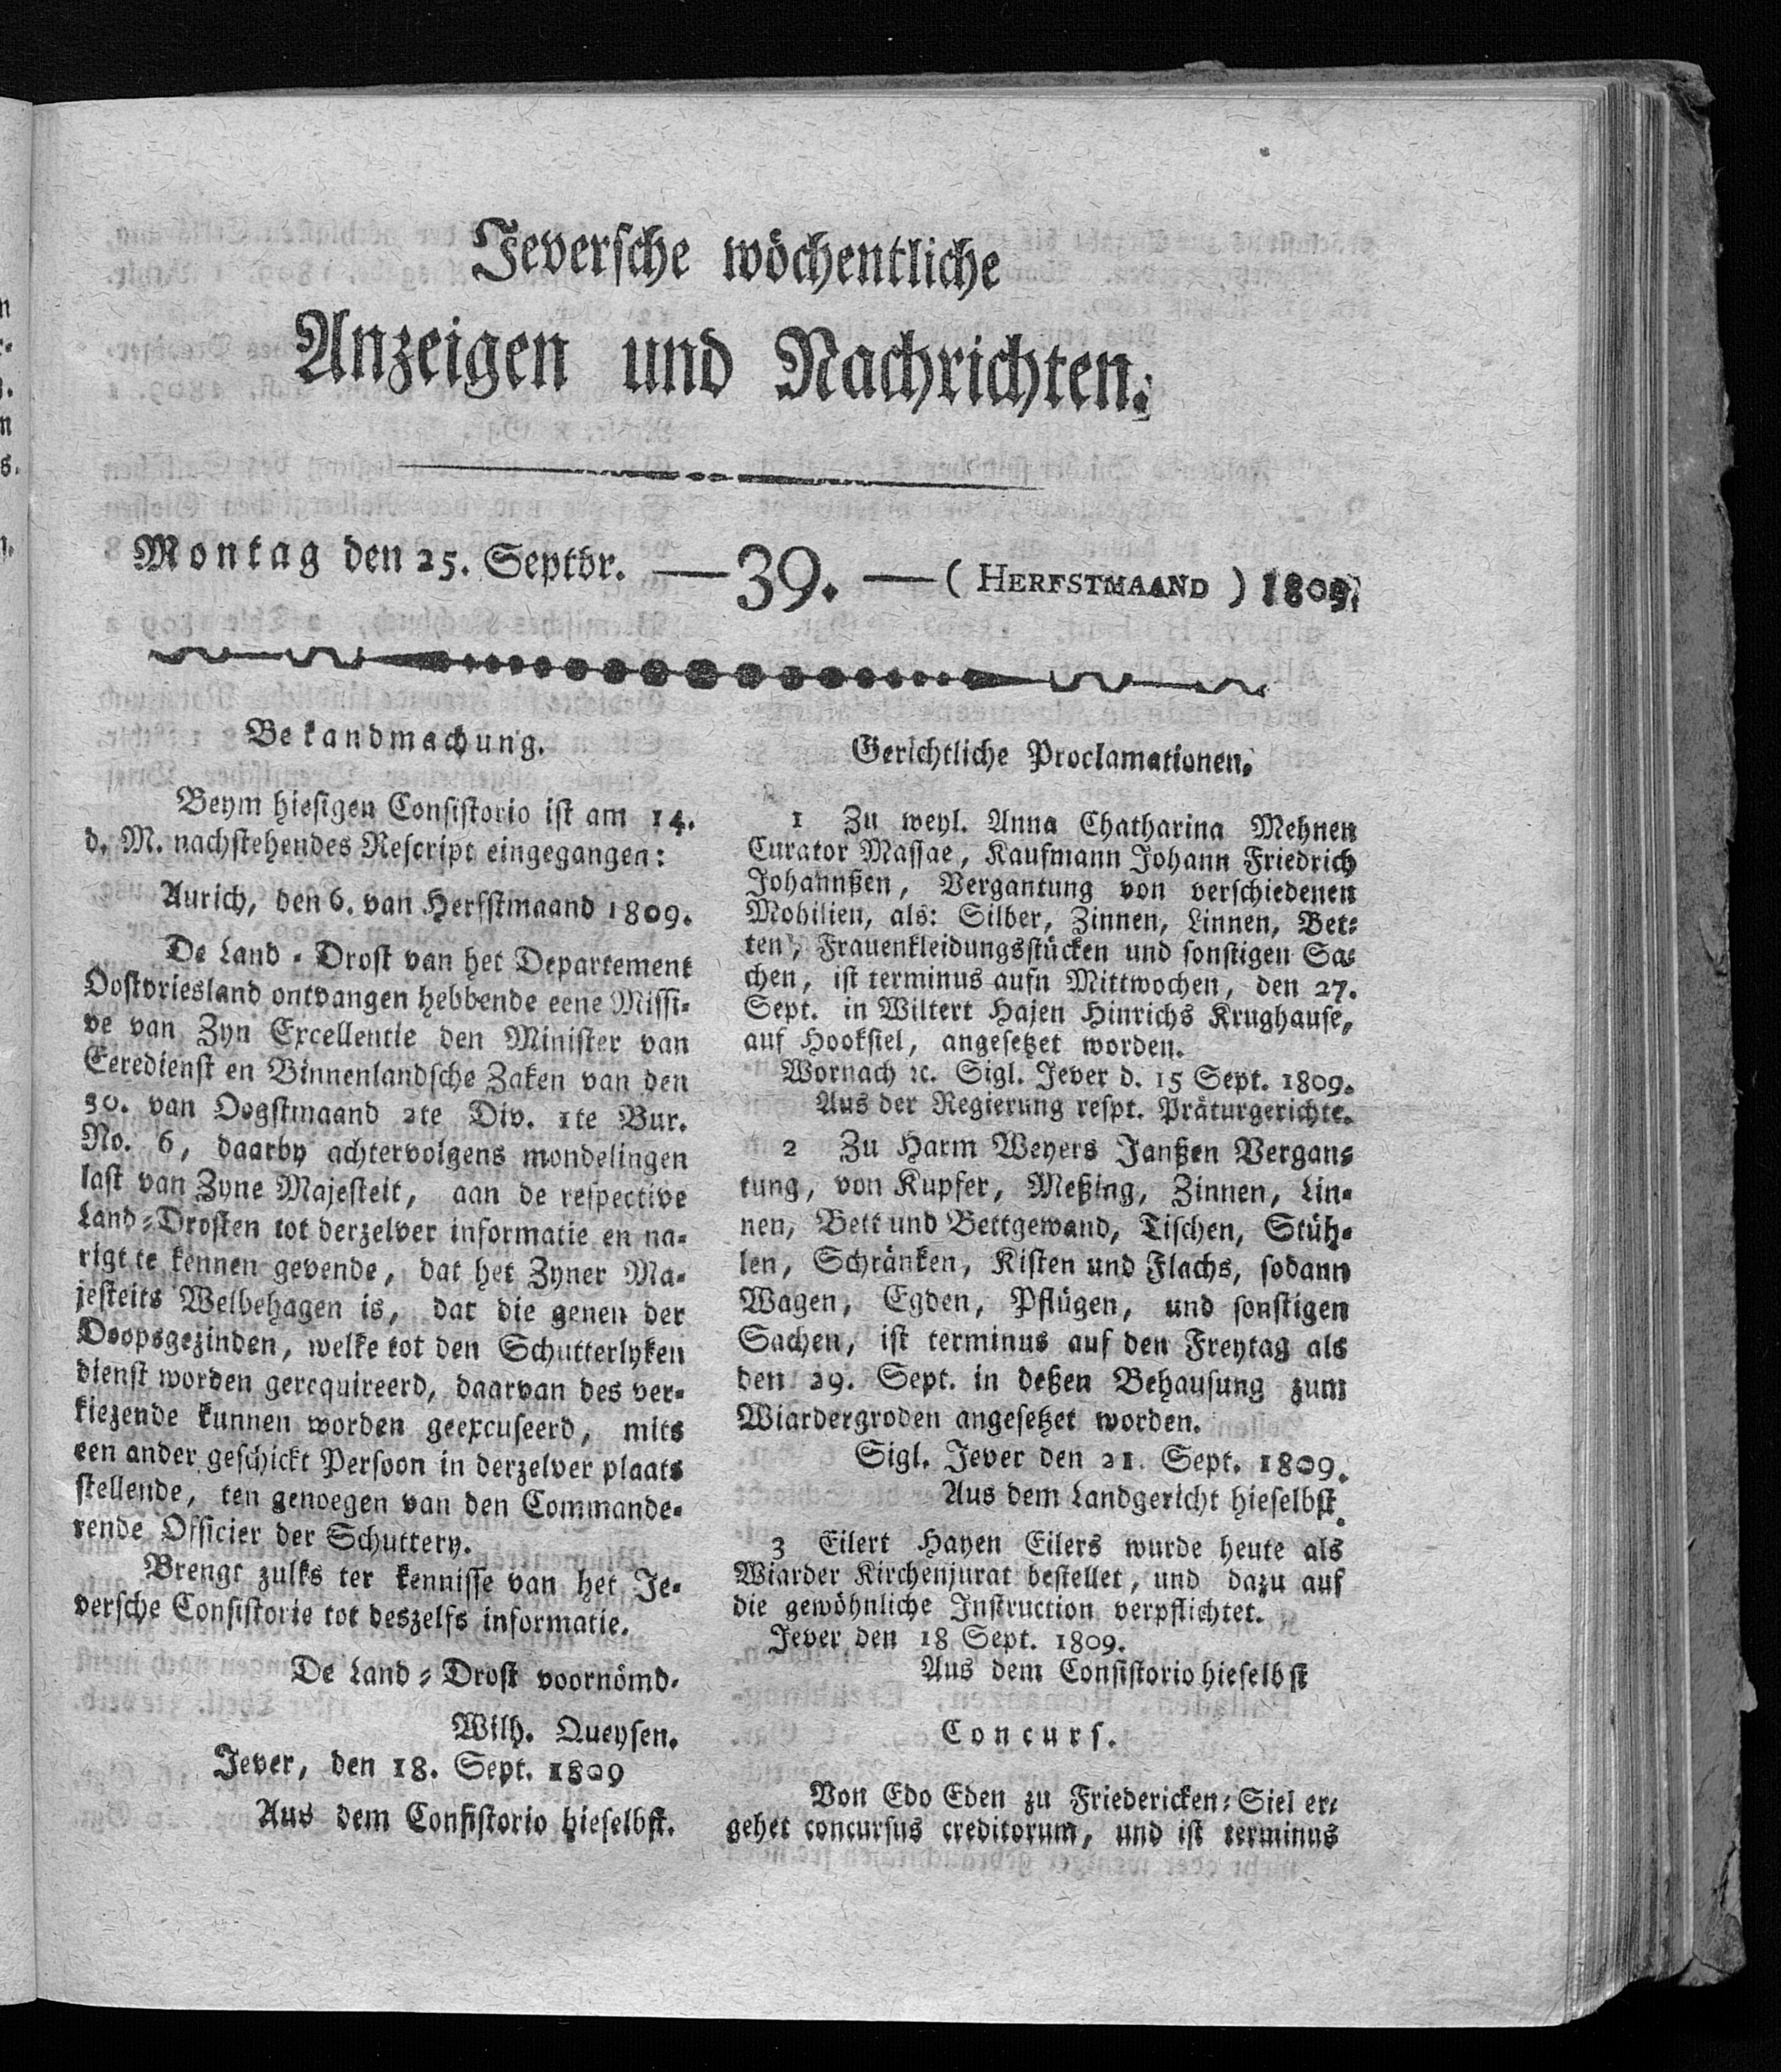 Jeversche wöchentliche
Anzeigen und Nachrichten.
Montag den 25. Septbr. — 39. — ( HERFSTMAAND ) 1809.
Bekandmachung.
Beym hiesigen Consistorio ist am 14.
d. M. nachstehendes Rescript eingegangen:
Aurich, den 6. van Herfstmaand 1809.
De Land-Drost van het Departement
Oostvriesland ontvangen hebbende eene Missi-
ve van Zyn Excellentie den Minister van
Eeredienst en Binnenlandsche Zaken van den
30. van Oogstmaand 2te Div. 1te Bur.
No. 6, daarby achtervolgens mondelingen
last van Zyne Majesteit, aan de respective
Land-Drosten tot derzelver informatie en na-
rigt te kennen gevende, dat het Zyner Ma-
jesteits Welbehagen is, dat die genen der
Doopsgezinden, welke tot den Schutterlyken
dienst worden gerequireerd, daarvan des ver-
kiezende kunnen worden geexcuseerd, mits
een ander geschickt Persoon in derzelver plaats
stellende, ten genoegen van den Commande-
rende Officier der Schuttery.
Brengt zulks ter kennisse van het Je-
versche Consistorie tot deszelfs informatie.
De Land-Drost voornömd.
Wilh. Queysen.
Jever, den 18. Sept. 1809
Aus dem Consistorio hieselbst.
Gerichtliche Proclamationen.
1 Zu weyl. Anna Chatharina Mehnen
Curator Massae, Kaufmann Johann Friedrich
Johannßen, Vergantung von verschiedenen
Mobilien, als: Silber, Zinnen, Linnen, Bet-
ten, Frauenkleidungsstücken und sonstigen Sa-
chen, ist terminus aufn Mittwochen, den 27.
Sept. in Wiltert Hajen Hinrichs Krughause,
auf Hooksiel, angesetzet worden.
Wornach ꝛc. Sigl. Jever d. 15 Sept. 1809.
Aus der Regierung respt. Präturgerichte.
2 Zu Harm Weyers Janßen Vergan-
tung, von Kupfer, Meßing, Zinnen, Lin-
nen, Bett und Bettgewand, Tischen, Stüh-
len, Schränken, Kisten und Flachs, sodann
Wagen, Egden, Pflügen, und sonstigen
Sachen, ist terminus auf den Freytag als
den 29. Sept. in deßen Behausung zum
Wiardergroden angesetzet worden.
Sigl. Jever den 21. Sept. 1809.
Aus dem Landgericht hieselbst.
3 Eilert Hayen Eilers wurde heute als
Wiarder Kirchenjurat bestellet, und dazu auf
die gewöhnliche Instruction verpflichtet.
Jever den 18 Sept. 1809.
Aus dem Consistorio hieselbst
Concurs.
Von Edo Eden zu Friedericken-Siel er-
gehet concursus creditorum, und ist terminus